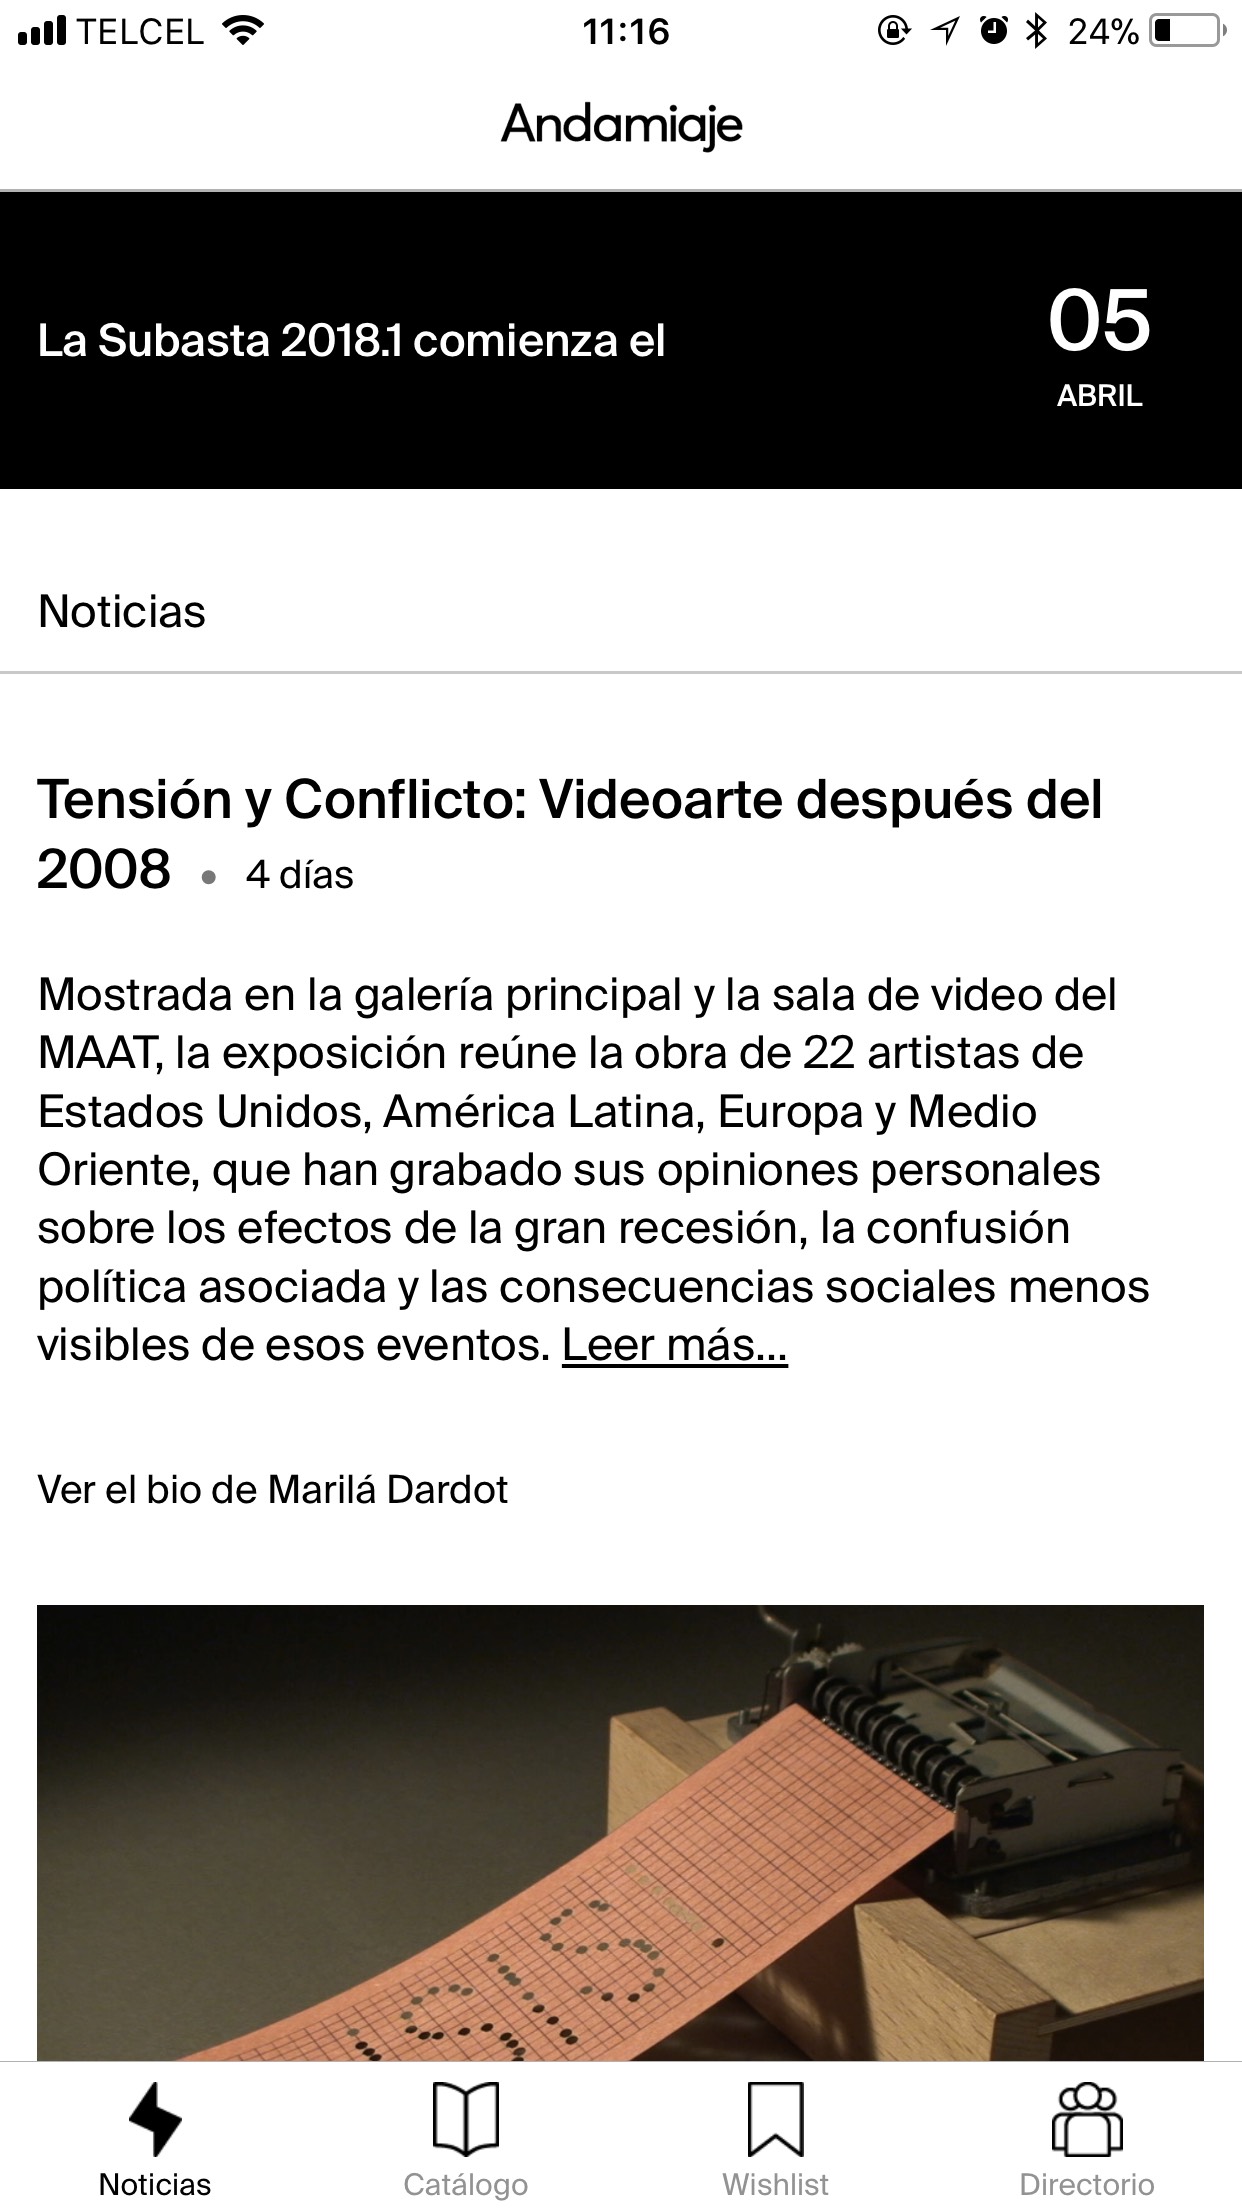 TELCEL 11:16 24%
Andamiaje
La Subasta 2018.1 comienza el
05
ABRIL
Noticias
Tensión y Conflicto: Videoarte después del
2008 • 4 días
Mostrada en la galería principal y la sala de video del
MAAT, la exposición reúne la obra de 22 artistas de
Estados Unidos, América Latina, Europa y Medio
Oriente, que han grabado sus opiniones personales
sobre los efectos de la gran recesión, la confusión
política asociada y las consecuencias sociales menos
visibles de esos eventos. Leer más...
Ver el bio de Marilá Dardot
Noticias Catálogo Wishlist Directorio